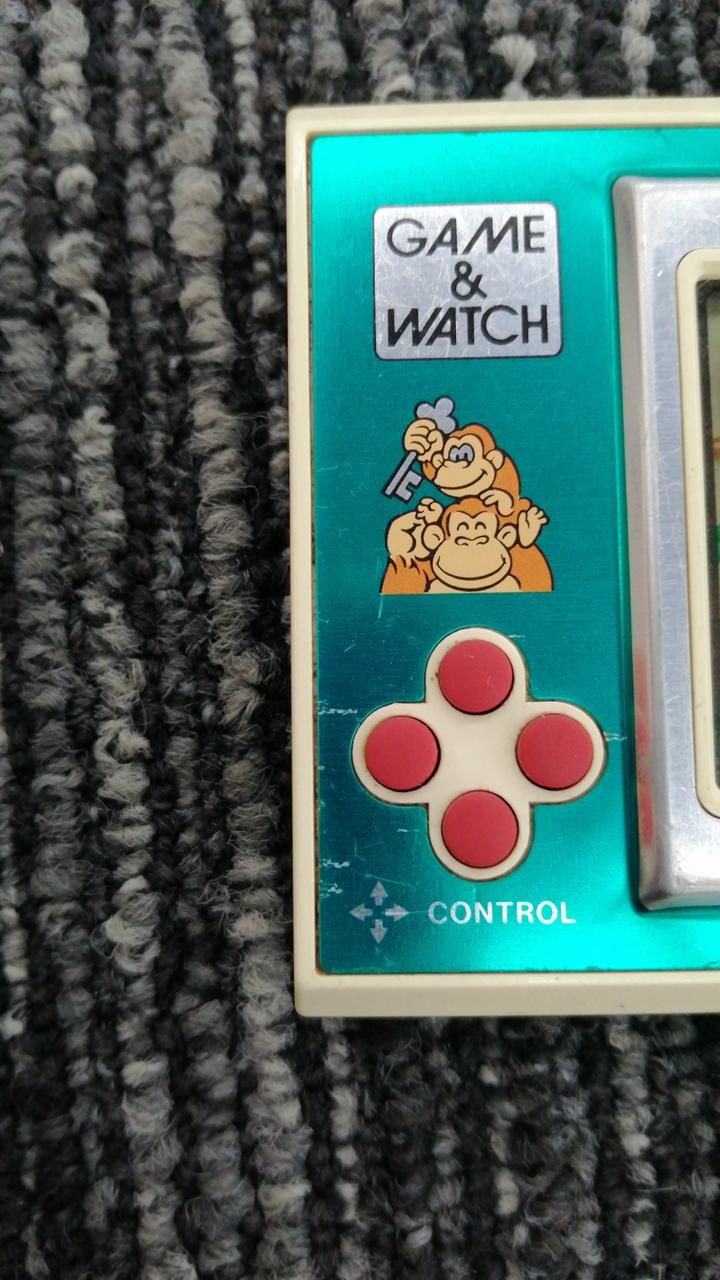 GAME
&
WATCH
CONTROL